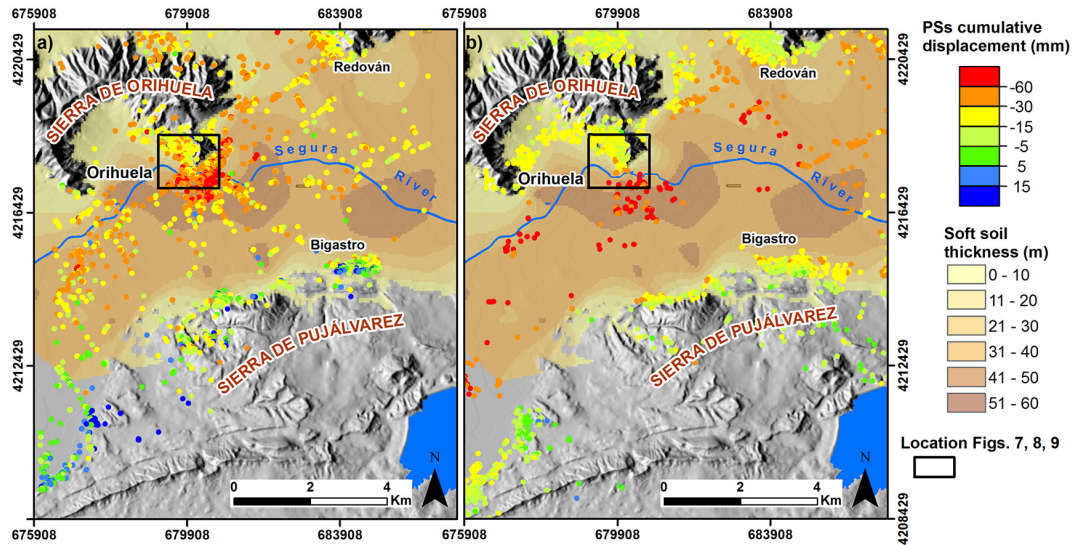 675908
679908
683908
675908
679908
683908
4220429
4216429
4212429
a)
Redován
SIERRA DE ORIHUELA
Orihuela
Segura
River
Bigastro
SIERRA DE PUJÁLVAREZ
N
0
2
4
Km
b)
Redován
SIERRA DE ORIHUELA
Orihuela
Segura
River
Bigastro
SIERRA DE PUJÁLVAREZ
N
0
2
4
Km
4220429
4216429
4212429
4208429
675908
679908
683908
675908
679908
683908
PSs cumulative
displacement (mm)
-60
-30
-15
-5
5
15
Soft soil
thickness (m)
0 - 10
11 - 20
21 - 30
31 - 40
41 - 50
51 - 60
Location Figs. 7, 8, 9